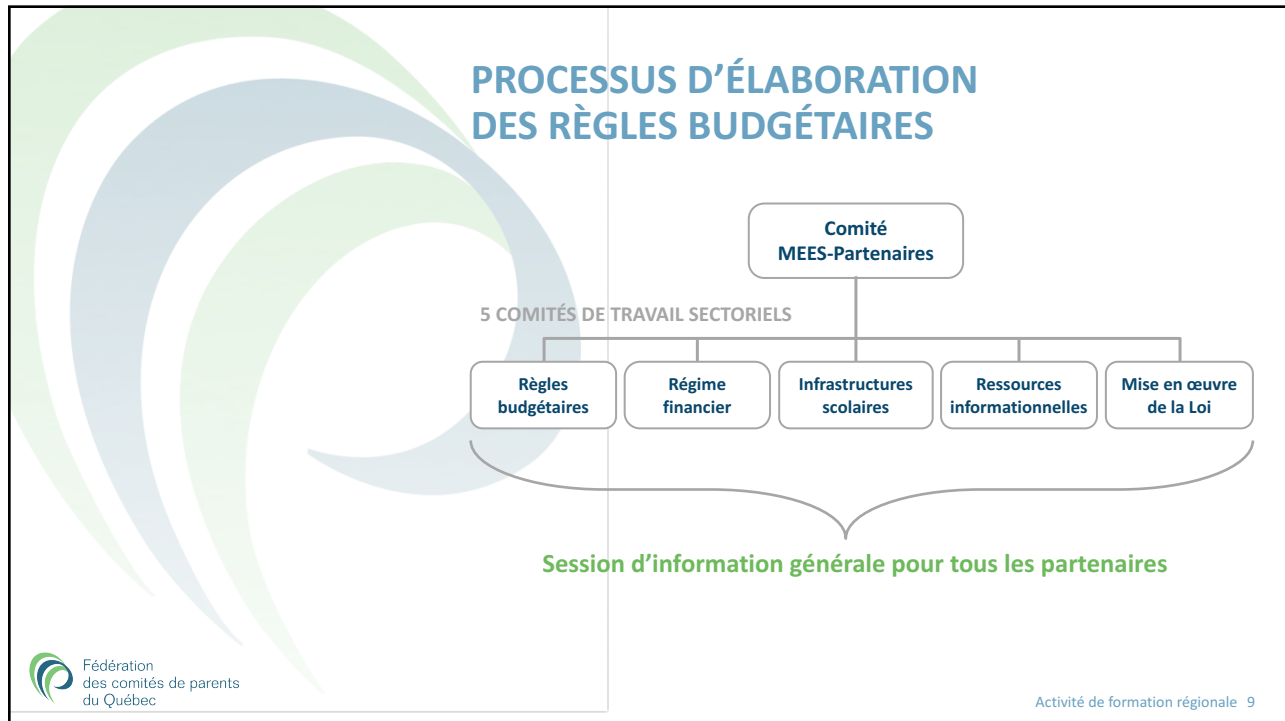 PROCESSUS D’ÉLABORATION
DES RÈGLES BUDGÉTAIRES
Comité
MEES-Partenaires
5 COMITÉS DE TRAVAIL SECTORIELS
Règles
budgétaires
Régime
financier
Infrastructures
scolaires
Ressources
informationnelles
Mise en œuvre
de la Loi
Session d’information générale pour tous les partenaires
Fédération
des comités de parents
du Québec
Activité de formation régionale 9